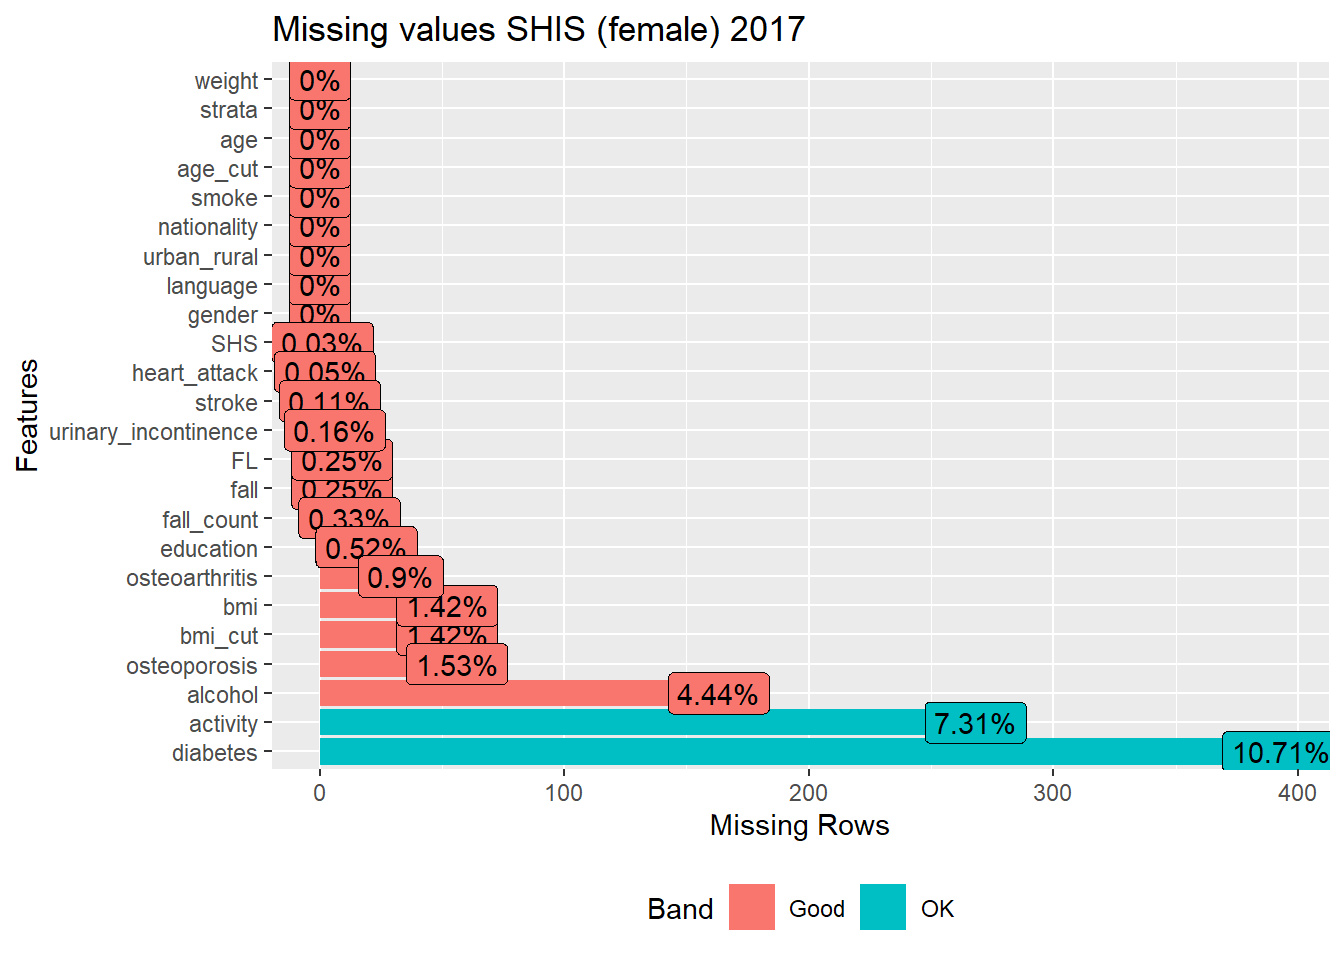 Missing values SHIS (female) 2017
Features
weight 0%
strata 0%
age 0%
age_cut 0%
smoke 0%
nationality 0%
urban_rural 0%
language 0%
gender 0%
SHS 0.03%
heart_attack 0.05%
stroke 0.11%
urinary_incontinence 0.16%
FL 0.25%
fall 0.25%
fall_count 0.33%
education 0.52%
osteoarthritis 0.9%
bmi 1.42%
bmi_cut 1.42%
osteoporosis 1.53%
alcohol 4.44%
activity 7.31%
diabetes 10.71%
0 100 200 300 400
Missing Rows
Band Good OK